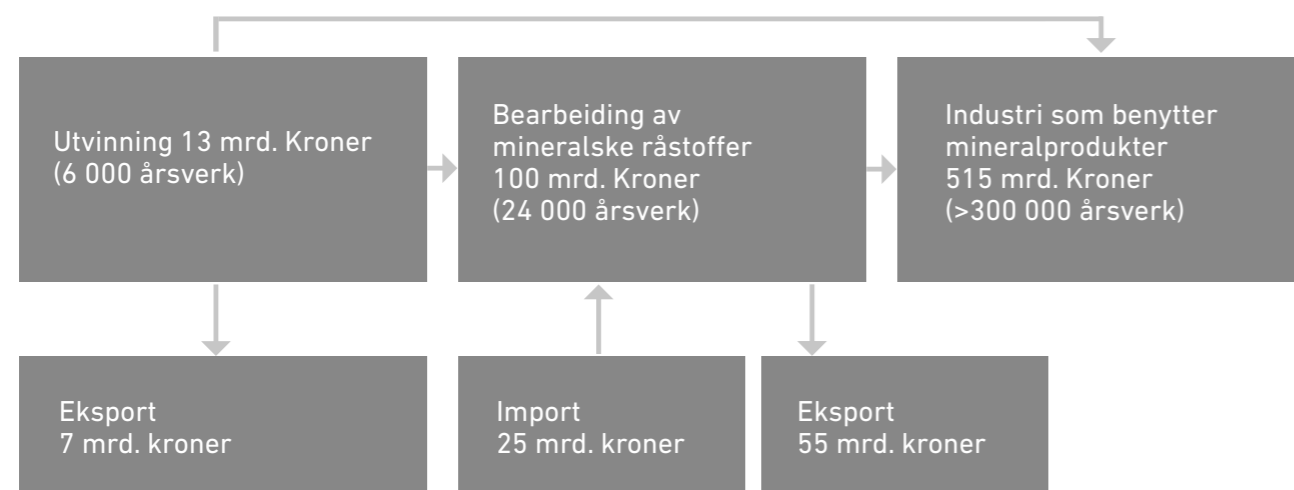 Utvinning 13 mrd. Kroner
(6 000 årsverk)
Bearbeiding av
mineralske råstoffer
100 mrd. Kroner
(24 000 årsverk)
Industri som benytter
mineralprodukter
515 mrd. Kroner
(>300 000 årsverk)
Eksport
7 mrd. kroner
Import
25 mrd. kroner
Eksport
55 mrd. kroner